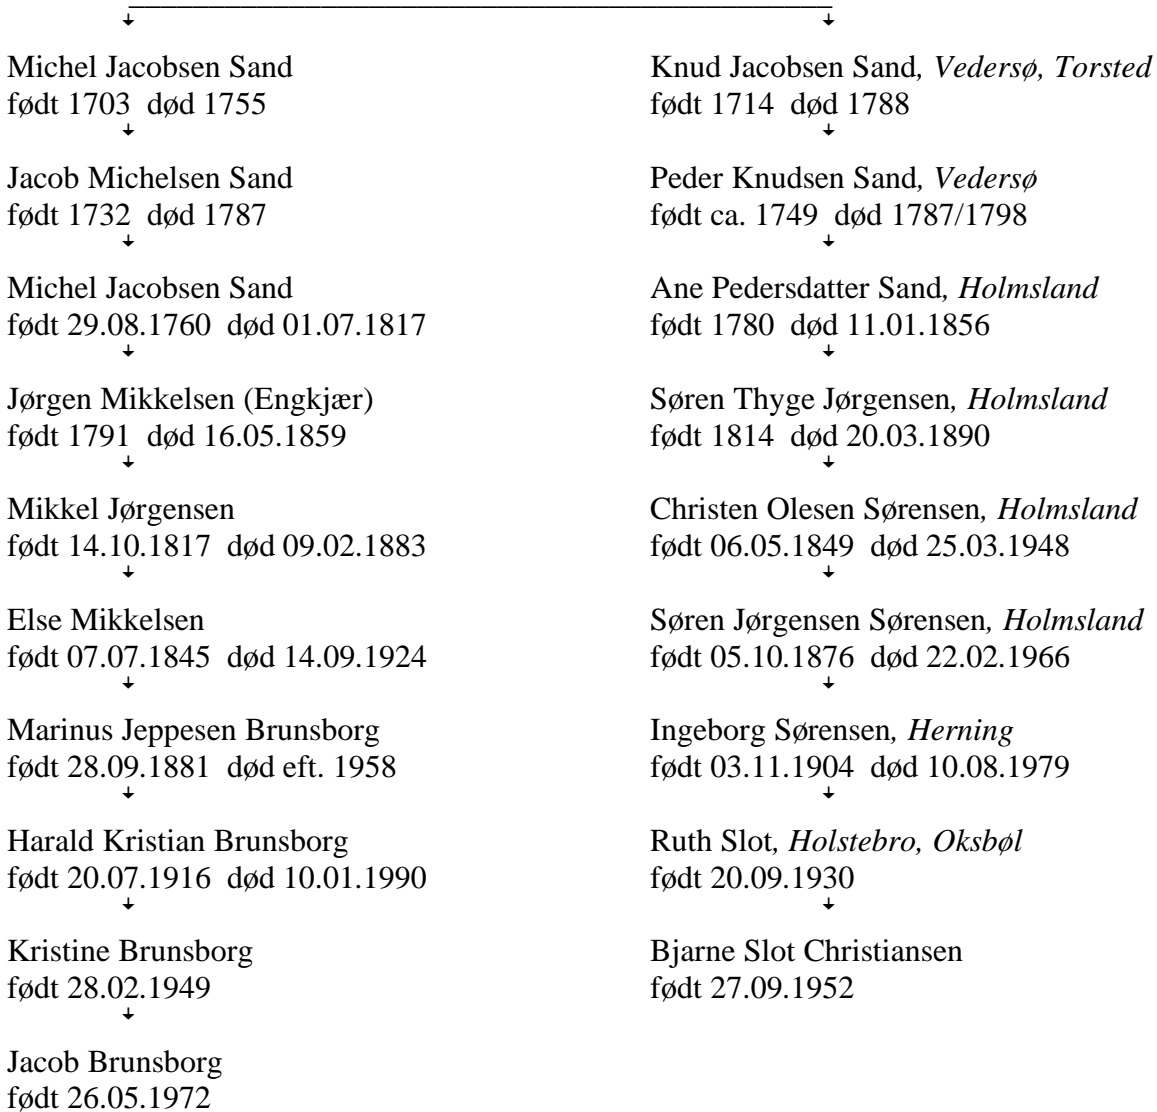 Michel Jacobsen Sand
født 1703  død 1755
Jacob Michelsen Sand
født 1732  død 1787
Michel Jacobsen Sand
født 29.08.1760  død 01.07.1817
Jørgen Mikkelsen (Engkjær)
født 1791  død 16.05.1859
Mikkel Jørgensen
født 14.10.1817  død 09.02.1883
Else Mikkelsen
født 07.07.1845  død 14.09.1924
Marinus Jeppesen Brunsborg
født 28.09.1881  død eft. 1958
Harald Kristian Brunsborg
født 20.07.1916  død 10.01.1990
Kristine Brunsborg
født 28.02.1949
Jacob Brunsborg
født 26.05.1972
Knud Jacobsen Sand, Vedersø, Torsted
født 1714  død 1788
Peder Knudsen Sand, Vedersø
født ca. 1749  død 1787/1798
Ane Pedersdatter Sand, Holmsland
født 1780  død 11.01.1856
Søren Thyge Jørgensen, Holmsland
født 1814  død 20.03.1890
Christen Olesen Sørensen, Holmsland
født 06.05.1849  død 25.03.1948
Søren Jørgensen Sørensen, Holmsland
født 05.10.1876  død 22.02.1966
Ingeborg Sørensen, Herning
født 03.11.1904  død 10.08.1979
Ruth Slot, Holstebro, Oksbøl
født 20.09.1930
Bjarne Slot Christiansen
født 27.09.1952